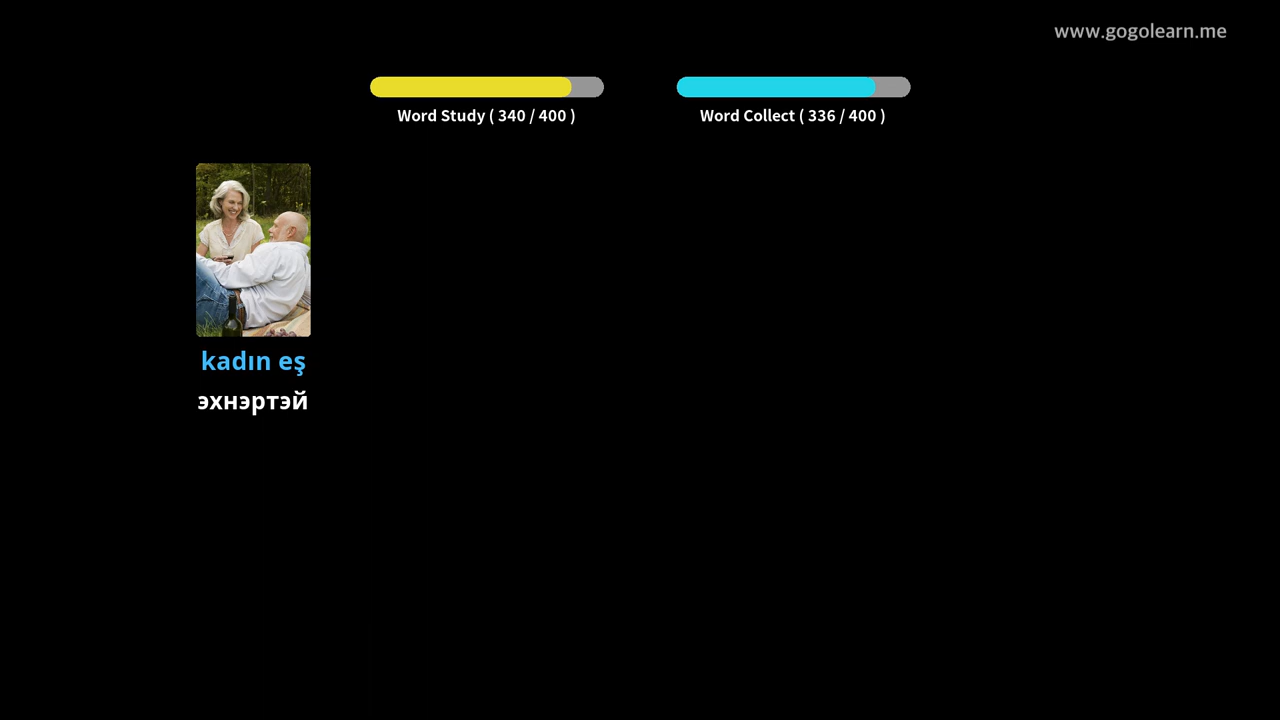 www.gogolearn.me
Word Study ( 340 / 400 )
Word Collect ( 336 / 400 )
kadın eş
эхнэртэй